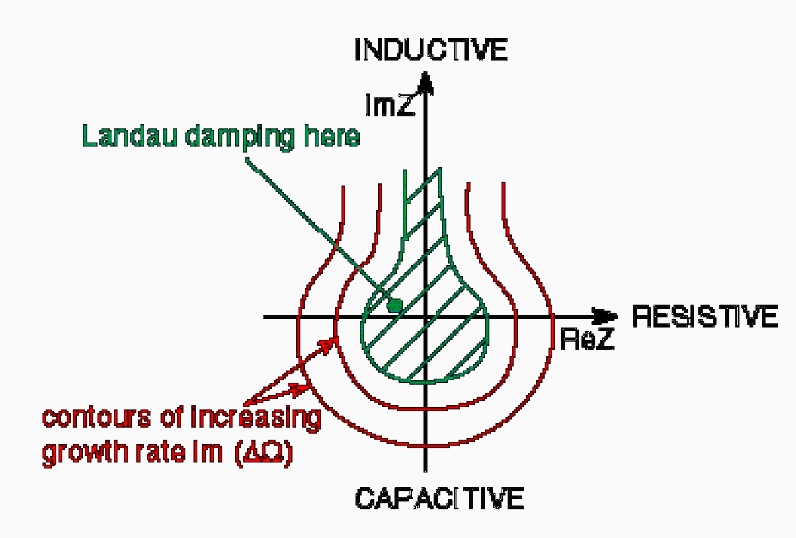 INDUCTIVE
ImZ
Landau damping here
RESISTIVE
ReZ
contours of increasing
growth rate Im (ΔΩ)
CAPACITIVE